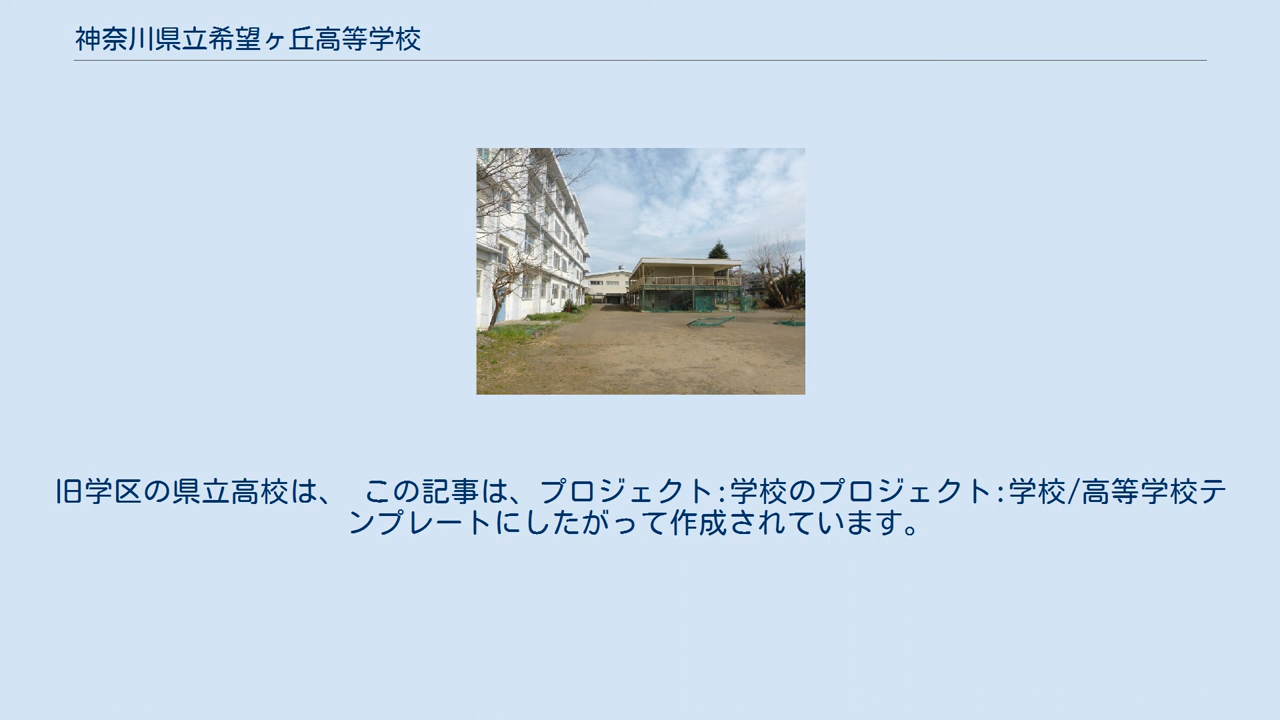 神奈川県立希望ヶ丘高等学校
旧学区の県立高校は、 この記事は、プロジェクト:学校のプロジェクト:学校/高等学校テ
ンプレートにしたがって作成されています。